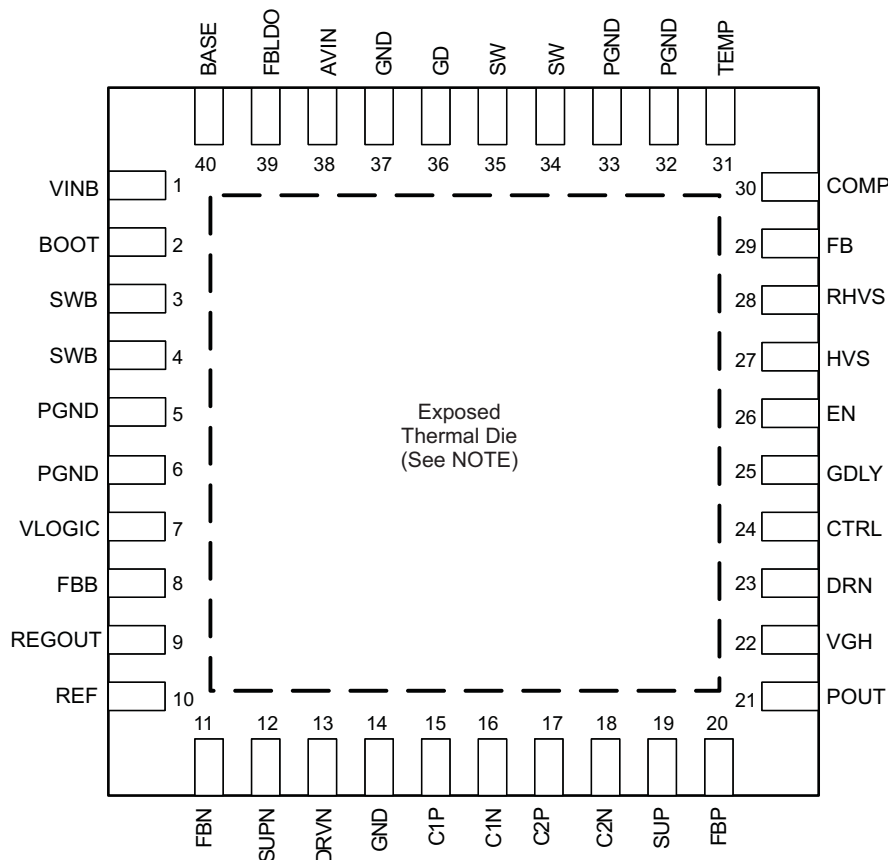 BASE FBLDO AVIN GND GD SW SW PGND PGND TEMP
40 39 38 37 36 35 34 33 32 31
VINB 1 30 COMP
BOOT 2 29 FB
SWB 3 28 RHVS
SWB 4 27 HVS
PGND 5 26 EN
PGND 6 25 GDLY
VLOGIC 7 24 CTRL
FBB 8 23 DRN
REGOUT 9 22 VGH
REF 10 21 POUT
Exposed
Thermal Die
(See NOTE)
11 12 13 14 15 16 17 18 19 20
FBN SUPN DRVN GND C1P C1N C2P C2N SUP FBP